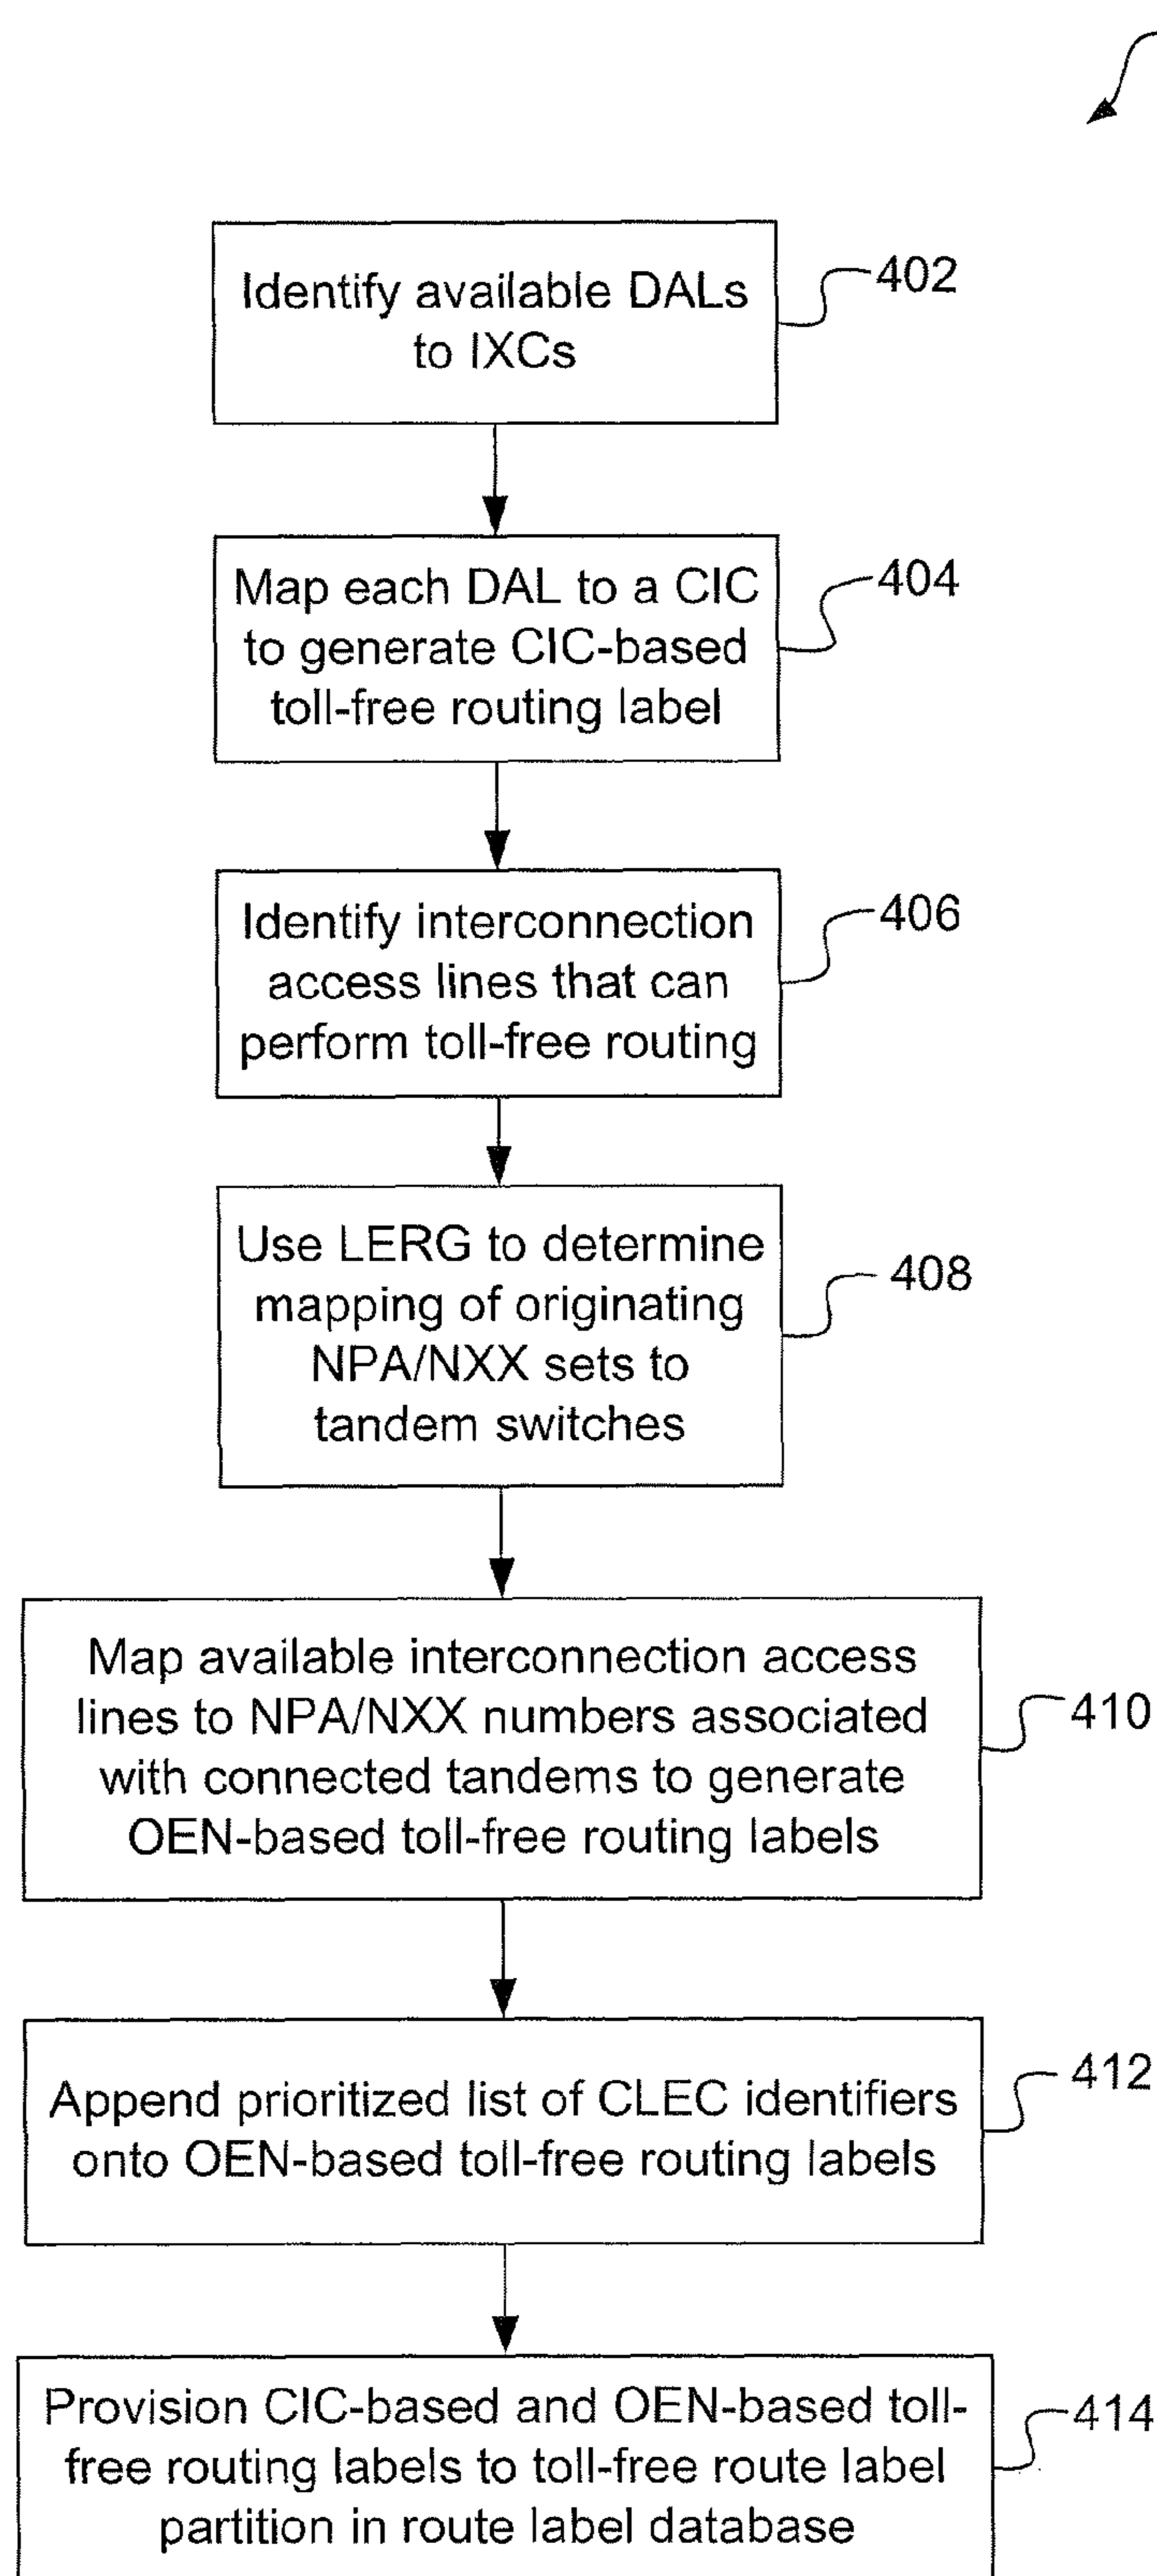 Identify available DALs
to IXCs
402
Map each DAL to a CIC
to generate CIC-based
toll-free routing label
404
Identify interconnection
access lines that can
perform toll-free routing
406
Use LERG to determine
mapping of originating
NPA/NXX sets to
tandem switches
408
Map available interconnection access
lines to NPA/NXX numbers associated
with connected tandems to generate
OEN-based toll-free routing labels
410
Append prioritized list of CLEC identifiers
onto OEN-based toll-free routing labels
412
Provision CIC-based and OEN-based toll-
free routing labels to toll-free route label
partition in route label database
414